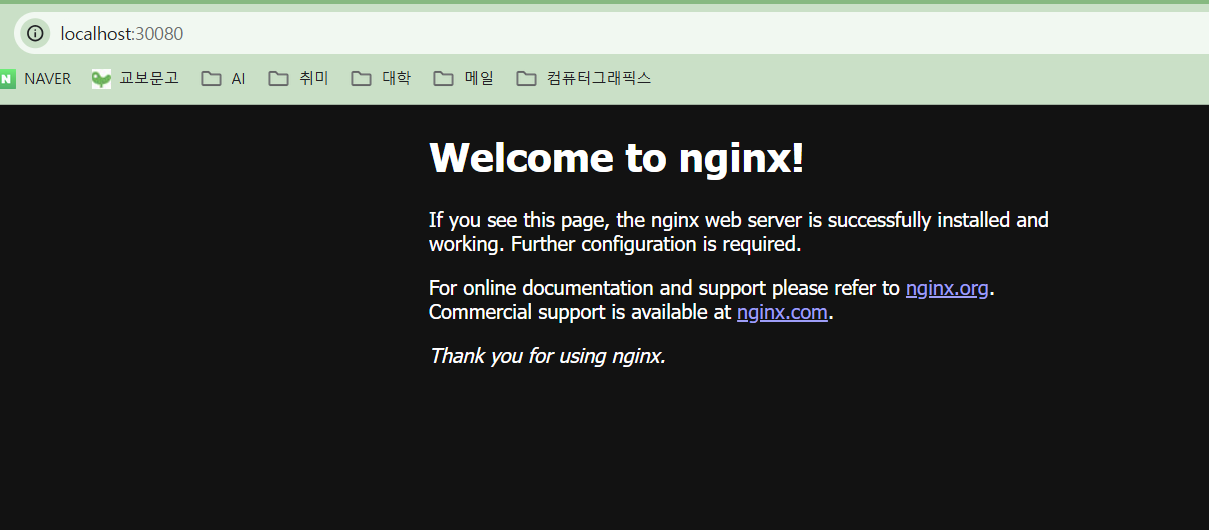 localhost:30080
N NAVER 교보문고 AI 취미 대학 메일 컴퓨터그래픽스
Welcome to nginx!
If you see this page, the nginx web server is successfully installed and
working. Further configuration is required.
For online documentation and support please refer to nginx.org.
Commercial support is available at nginx.com.
Thank you for using nginx.